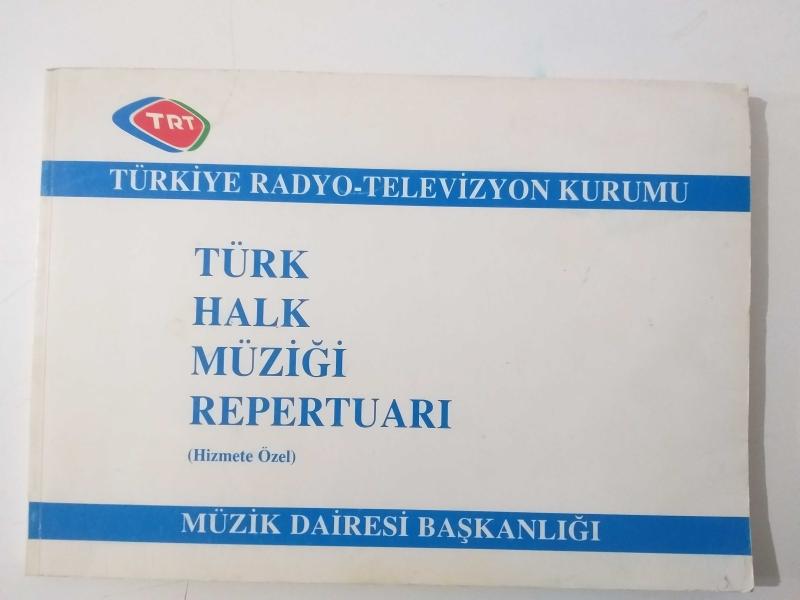 TRT
TÜRKİYE RADYO-TELEVİZYON KURUMU
TÜRK
HALK
MÜZİĞİ
REPERTUARI
(Hizmete Özel)
MÜZİK DAİRESİ BAŞKANLIĞI